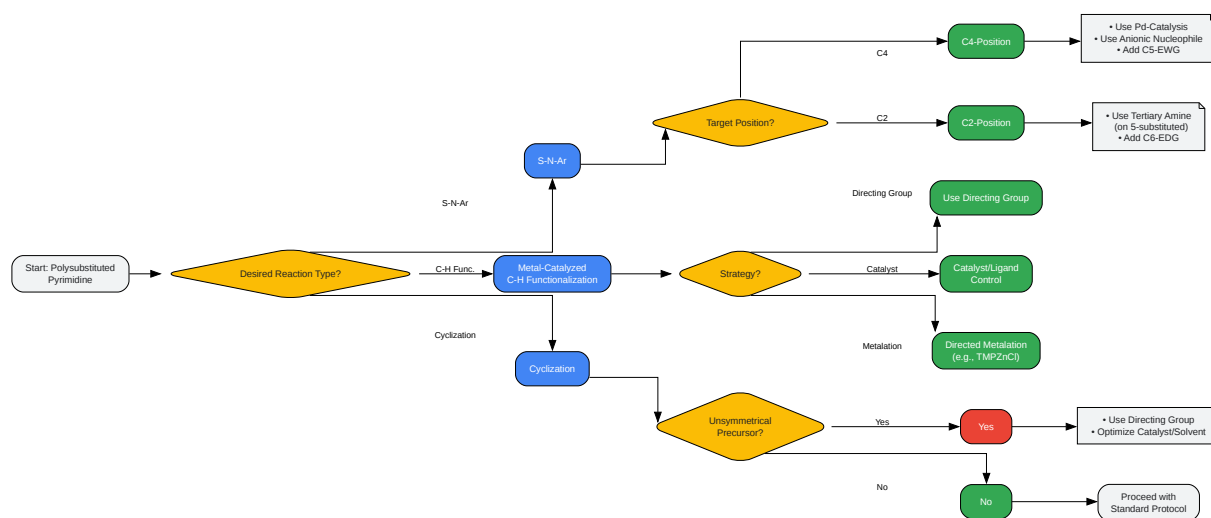 • Use Pd-Catalysis
• Use Anionic Nucleophile
• Add C5-EWG
C4-Position
C4
Target Position?
C2
C2-Position
• Use Tertiary Amine
(on 5-substituted)
• Add C6-EDG
S-N-Ar
S-N-Ar
Directing Group
Use Directing Group
Start: Polysubstituted
Pyrimidine
Desired Reaction Type?
C-H Func.
Metal-Catalyzed
C-H Functionalization
Strategy?
Catalyst
Catalyst/Ligand
Control
Cyclization
Metalation
Directed Metalation
(e.g., TMPZnCl)
Cyclization
Unsymmetrical
Precursor?
Yes
Yes
• Use Directing Group
• Optimize Catalyst/Solvent
No
No
Proceed with
Standard Protocol